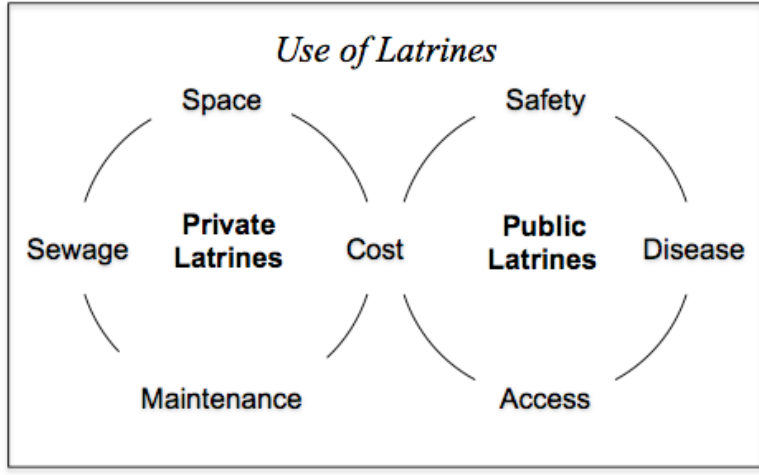 Use of Latrines
Space
Safety
Private
Latrines
Public
Latrines
Sewage
Cost
Disease
Maintenance
Access